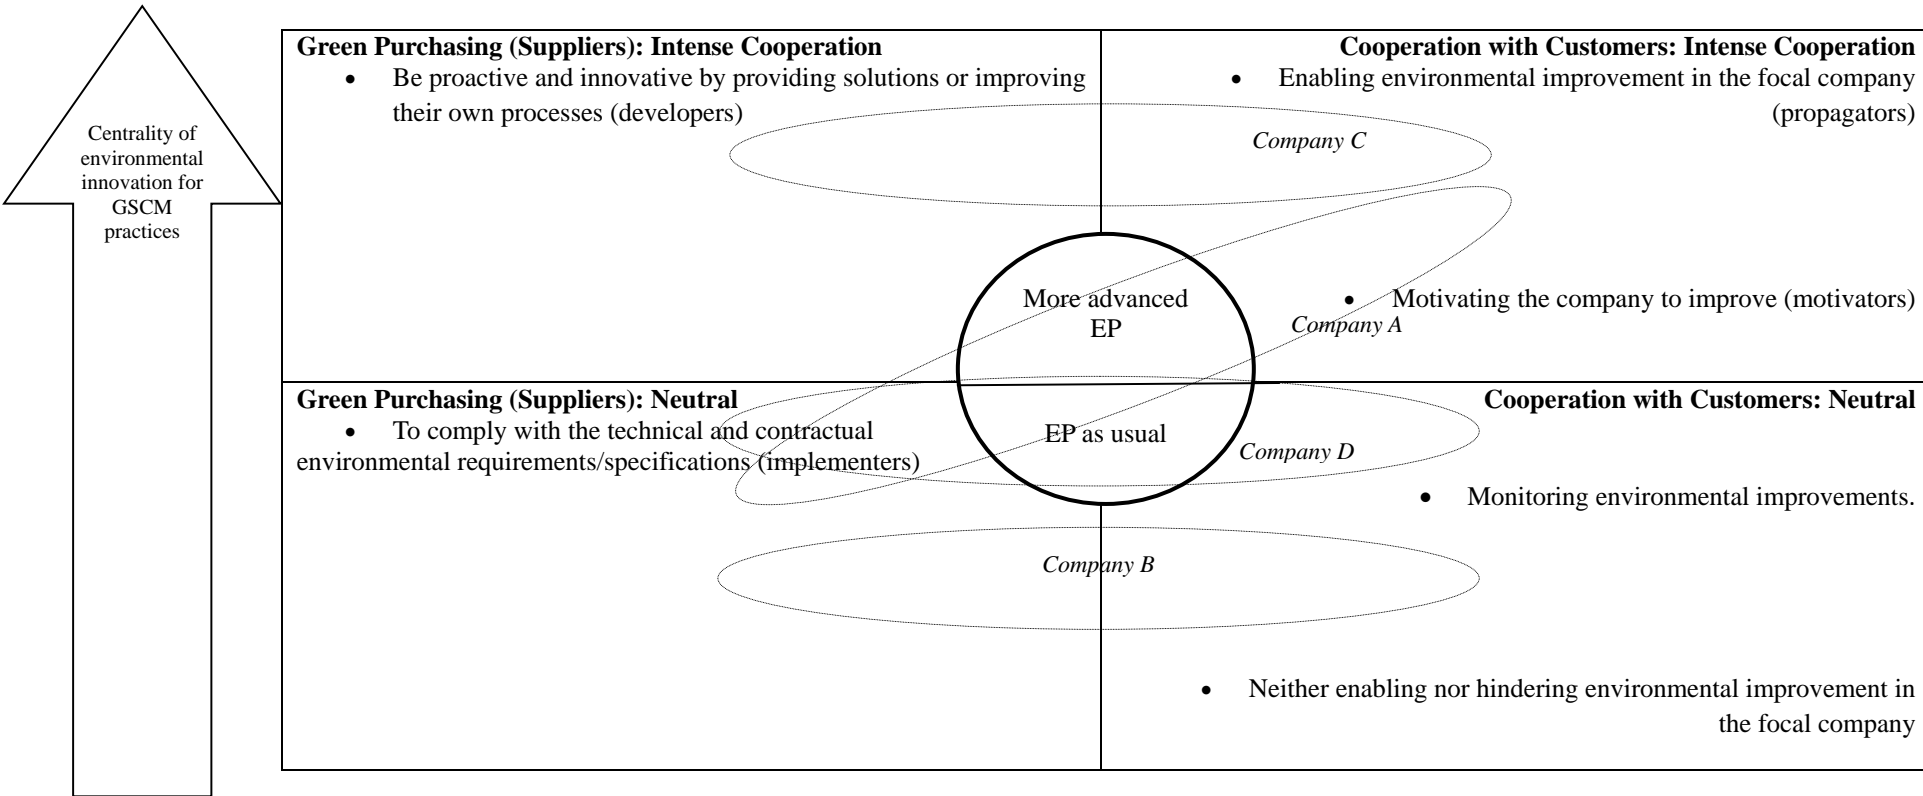 Centrality of
environmental
innovation for
GSCM
practices
Green Purchasing (Suppliers): Intense Cooperation
• Be proactive and innovative by providing solutions or improving
their own processes (developers)
Cooperation with Customers: Intense Cooperation
• Enabling environmental improvement in the focal company
(propagators)
Company C
More advanced
EP
• Motivating the company to improve (motivators)
Company A
Green Purchasing (Suppliers): Neutral
• To comply with the technical and contractual
environmental requirements/specifications (implementers)
EP as usual
Cooperation with Customers: Neutral
Company D
• Monitoring environmental improvements.
Company B
• Neither enabling nor hindering environmental improvement in
the focal company